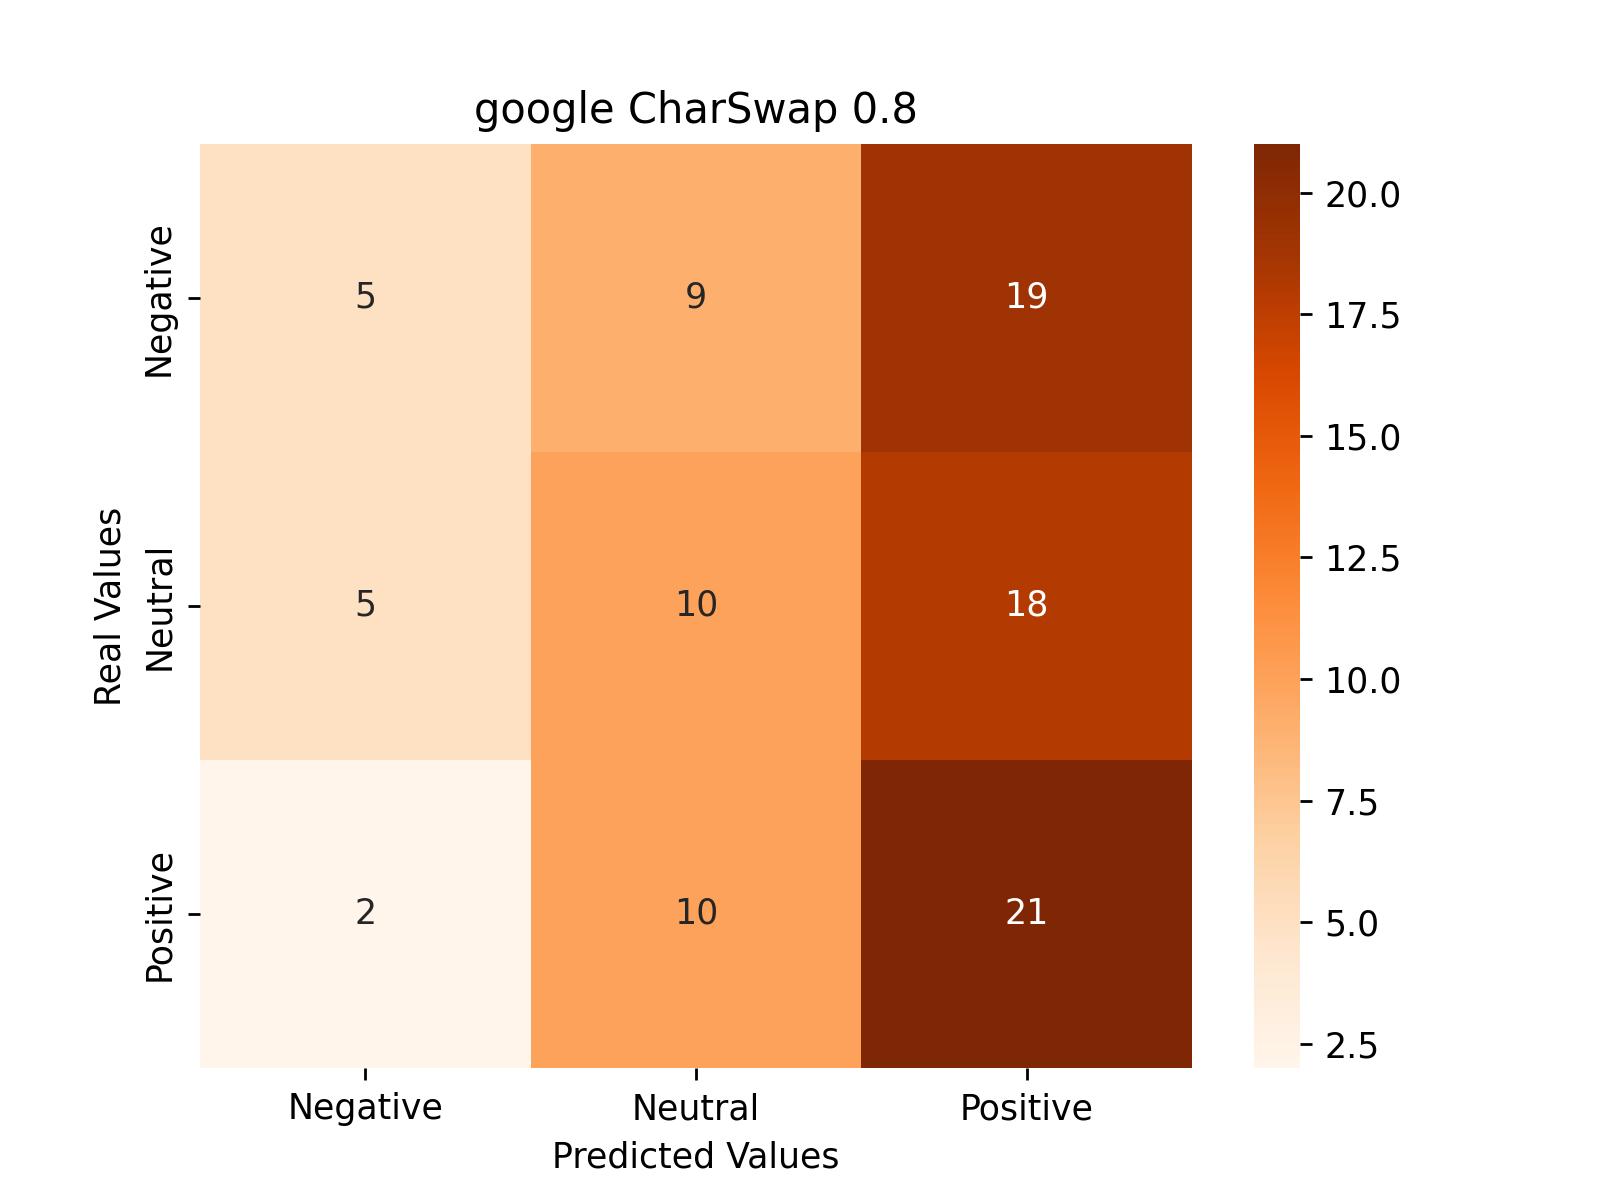 google CharSwap 0.8
Real Values
Negative
5
9
19
Neutral
5
10
18
Positive
2
10
21
Negative
Neutral
Positive
Predicted Values
20.0
17.5
15.0
12.5
10.0
7.5
5.0
2.5